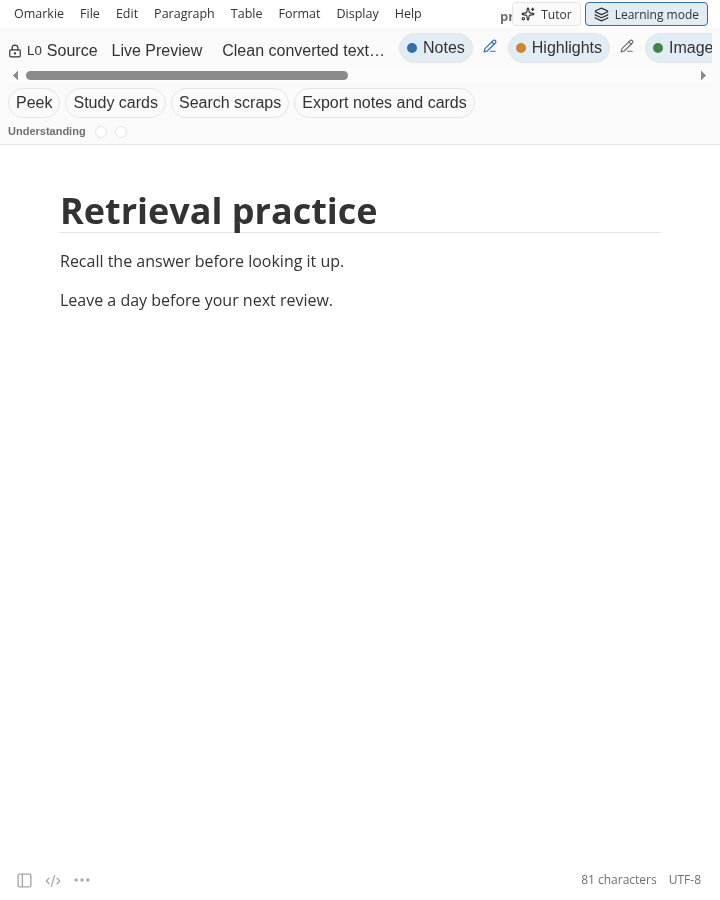 Omarkie File Edit Paragraph Table Format Display Help
Tutor Learning mode
L0 Source Live Preview Clean converted text… Notes Highlights Image
Peek Study cards Search scraps Export notes and cards
Understanding
Retrieval practice
Recall the answer before looking it up.
Leave a day before your next review.
81 characters UTF-8